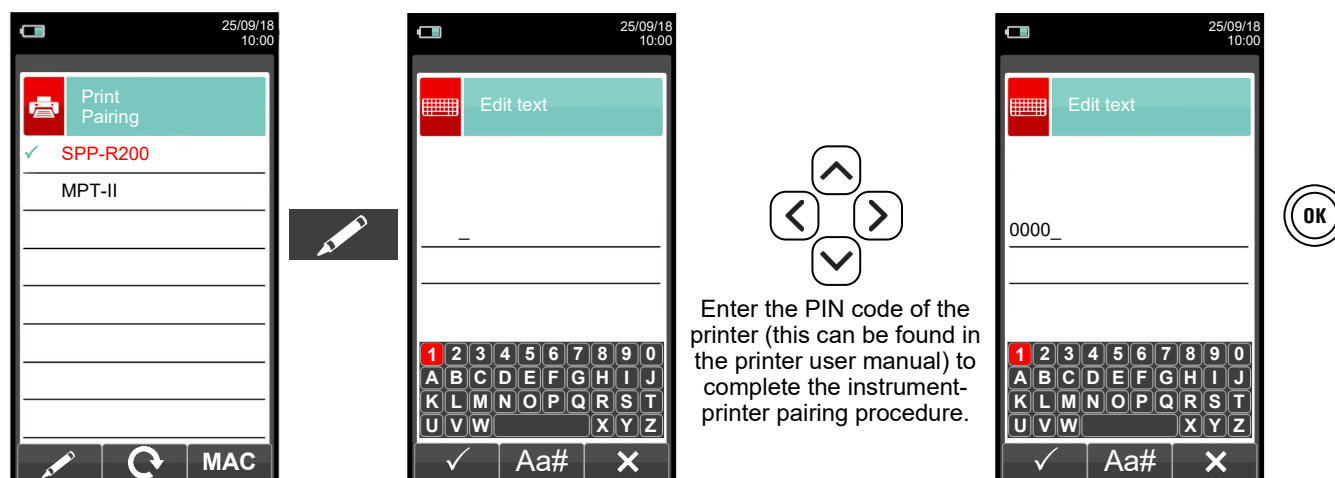 25/09/18
10:00
Print
Pairing
✓ SPP-R200
MPT-II
MAC
25/09/18
10:00
Edit text
_
1 2 3 4 5 6 7 8 9 0
A B C D E F G H I J
K L M N O P Q R S T
U V W X Y Z
✓ Aa# ✕
Enter the PIN code of the
printer (this can be found in
the printer user manual) to
complete the instrument-
printer pairing procedure.
25/09/18
10:00
Edit text
0000_
1 2 3 4 5 6 7 8 9 0
A B C D E F G H I J
K L M N O P Q R S T
U V W X Y Z
✓ Aa# ✕
OK